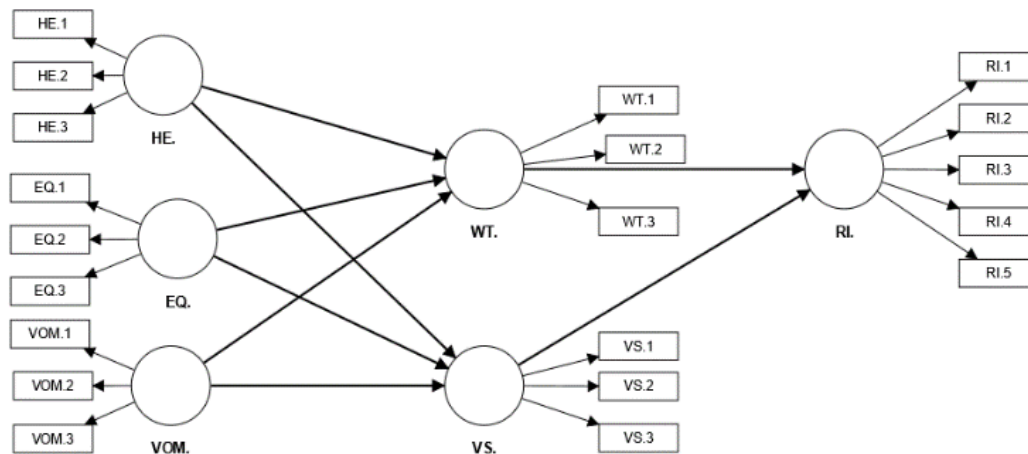 HE.1
HE.2
HE.3
HE.
EQ.1
EQ.2
EQ.3
EQ.
VOM.1
VOM.2
VOM.3
VOM.
WT.1
WT.2
WT.3
WT.
VS.1
VS.2
VS.3
VS.
RI.1
RI.2
RI.3
RI.4
RI.5
RI.